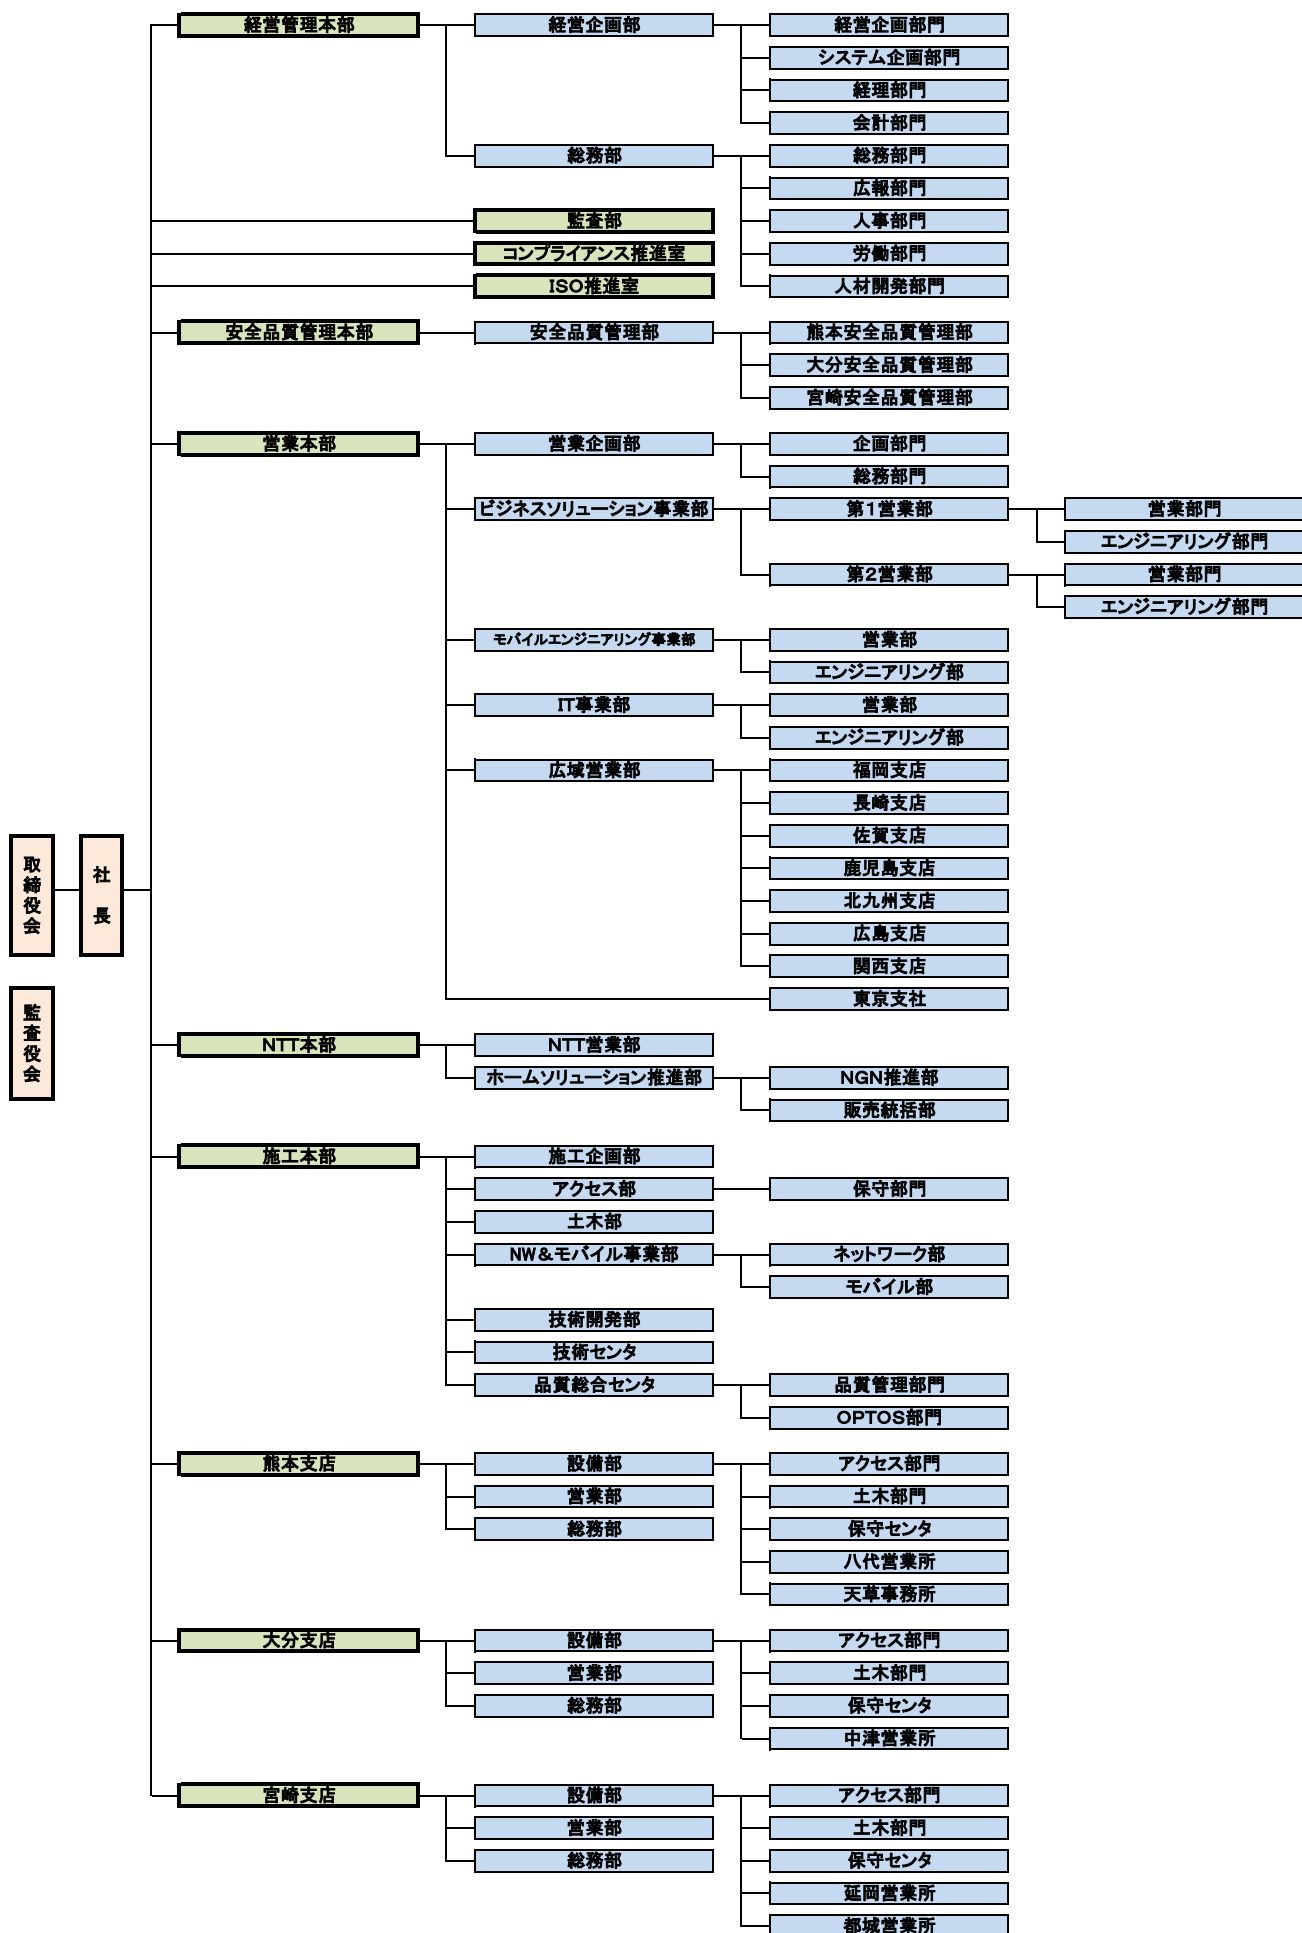 経営管理本部
経営企画部
経営企画部門
システム企画部門
経理部門
会計部門
総務部
総務部門
広報部門
監査部
人事部門
コンプライアンス推進室
労働部門
ISO推進室
人材開発部門
安全品質管理本部
安全品質管理部
熊本安全品質管理部
大分安全品質管理部
宮崎安全品質管理部
営業本部
営業企画部
企画部門
総務部門
ビジネスソリューション事業部
第1営業部
営業部門
エンジニアリング部門
第2営業部
営業部門
エンジニアリング部門
モバイルエンジニアリング事業部
営業部
エンジニアリング部
IT事業部
営業部
エンジニアリング部
広域営業部
福岡支店
長崎支店
佐賀支店
鹿児島支店
北九州支店
広島支店
関西支店
東京支社
取締役会
社長
監査役会
NTT本部
NTT営業部
ホームソリューション推進部
NGN推進部
販売統括部
施工本部
施工企画部
アクセス部
保守部門
土木部
NW&モバイル事業部
ネットワーク部
モバイル部
技術開発部
技術センタ
品質総合センタ
品質管理部門
OPTOS部門
熊本支店
設備部
アクセス部門
営業部
土木部門
総務部
保守センタ
八代営業所
天草事務所
大分支店
設備部
アクセス部門
営業部
土木部門
総務部
保守センタ
中津営業所
宮崎支店
設備部
アクセス部門
営業部
土木部門
総務部
保守センタ
延岡営業所
都城営業所